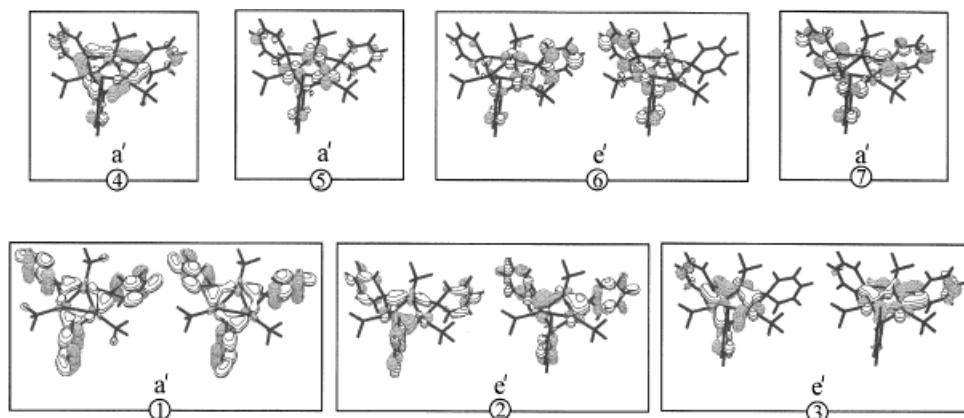 a′ a′ e′ a′
④ ⑤ ⑥ ⑦
a′ e′ e′
① ② ③